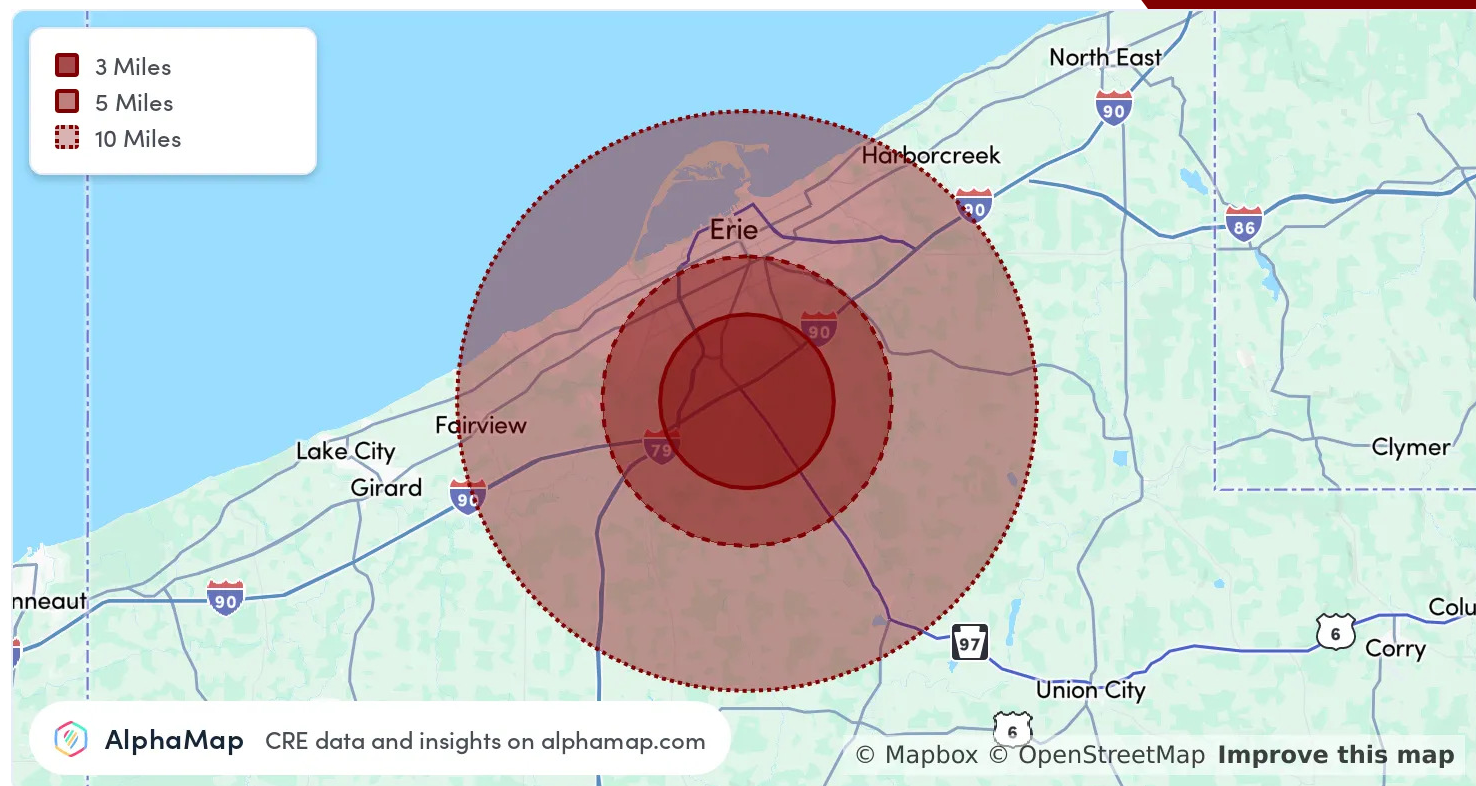 3 Miles
5 Miles
10 Miles
North East
90
Harborcreek
90
86
Erie
90
Fairview
79
Lake City
Clymer
Girard
90
90
nneaut
Colu
6
97
Corry
Union City
6
AlphaMap CRE data and insights on alphamap.com
© Mapbox © OpenStreetMap Improve this map